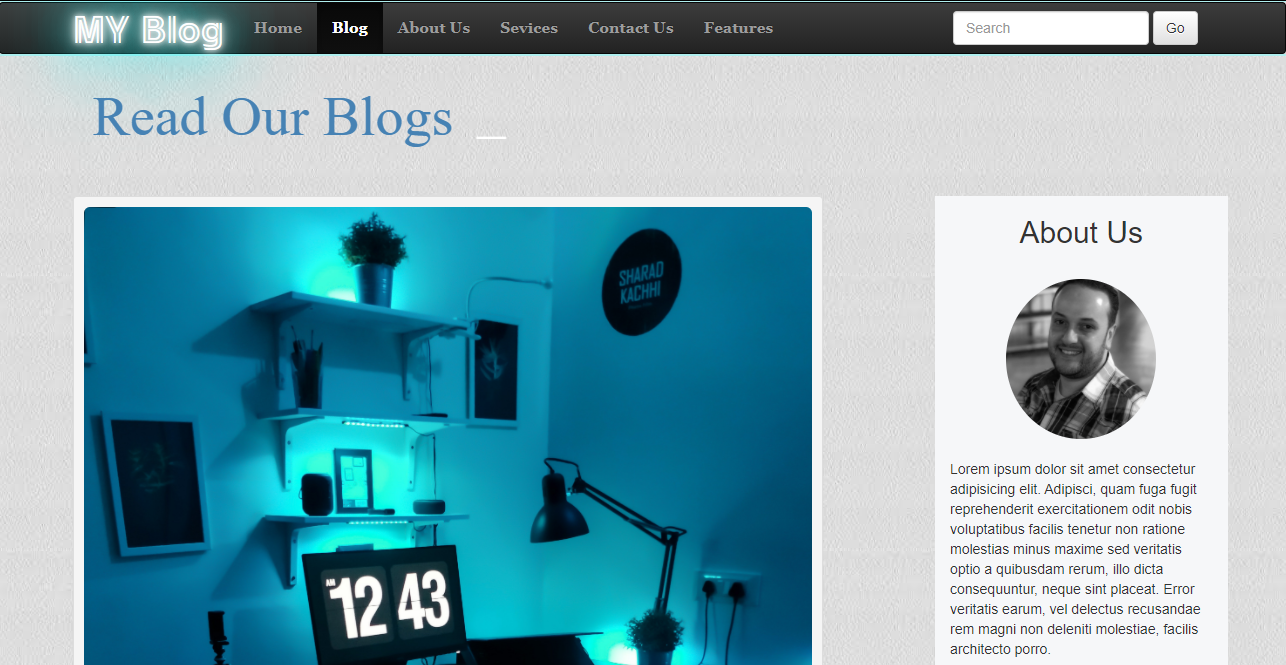 MY Blog Home Blog About Us Sevices Contact Us Features Search Go
Read Our Blogs _
About Us
SHARAD
KACHHI
AM 12 43
Lorem ipsum dolor sit amet consectetur
adipisicing elit. Adipisci, quam fuga fugit
reprehenderit exercitationem odit nobis
voluptatibus facilis tenetur non ratione
molestias minus maxime sed veritatis
optio a quibusdam rerum, illo dicta
consequuntur, neque sint placeat. Error
veritatis earum, vel delectus recusandae
rem magni non deleniti molestiae, facilis
architecto porro.